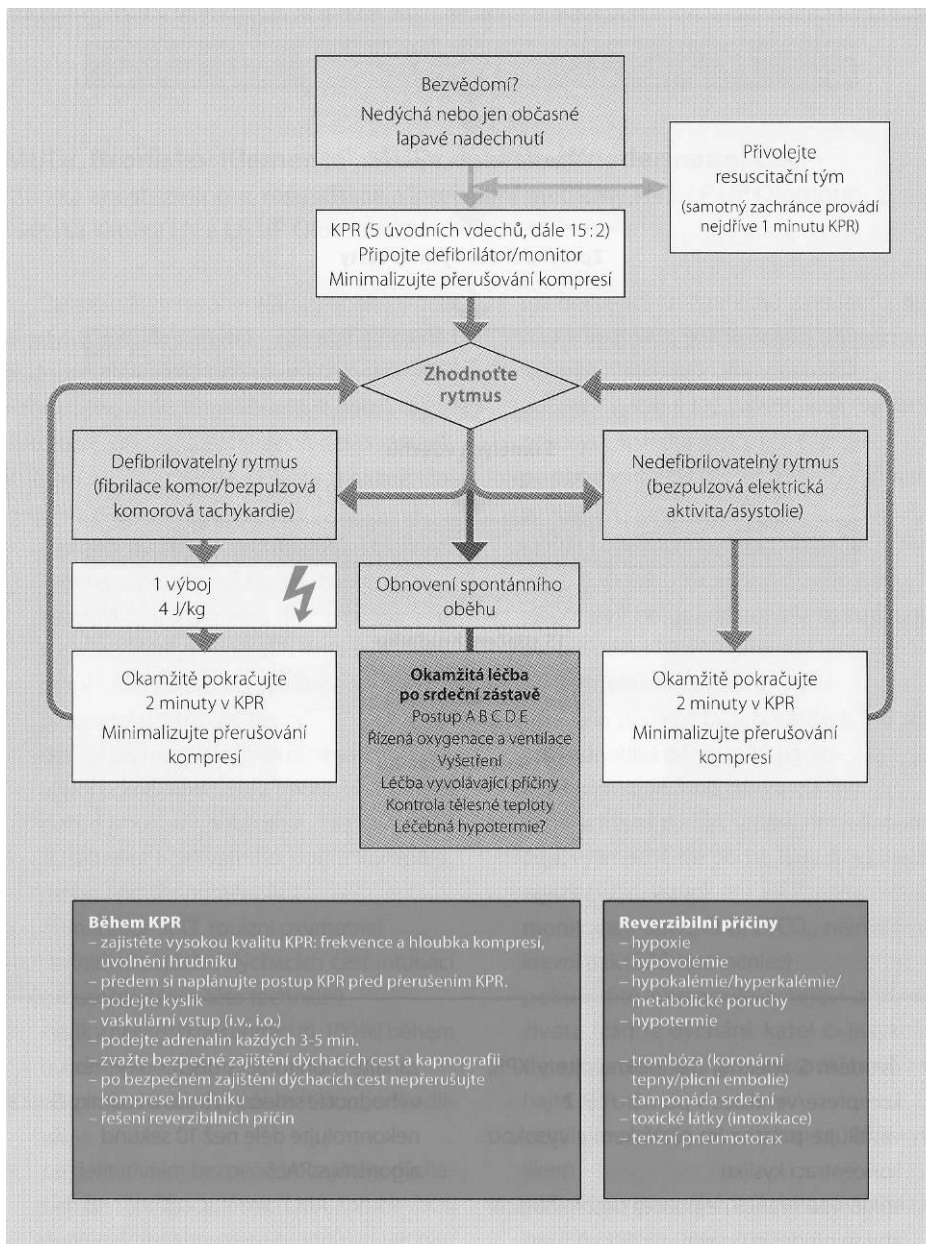 Bezvědomí?
Nedýchá nebo jen občasné
lapavé nadechnutí
Přivolejte
resuscitační tým
(samotný zachránce provádí
nejdříve 1 minutu KPR)
KPR (5 úvodních vdechů, dále 15 : 2)
Připojte defibrilátor/monitor
Minimalizujte přerušování kompresí
Zhodnoťte
rytmus
Defibrilovatelný rytmus
(fibrilace komor/bezpulzová
komorová tachykardie)
Nedefibrilovatelný rytmus
(bezpulzová elektrická
aktivita/asystolie)
1 výboj
4 J/kg
Obnovení spontánního
oběhu
Okamžitě pokračujte
2 minuty v KPR
Minimalizujte přerušování
kompresí
Okamžitá léčba
po srdeční zástavě
Postup A B C D E
Řízená oxygenace a ventilace
Vyšetření
Léčba vyvolávající příčiny
Kontrola tělesné teploty
Léčebná hypotermie?
Okamžitě pokračujte
2 minuty v KPR
Minimalizujte přerušování
kompresí
Během KPR
– zajistěte vysokou kvalitu KPR: frekvence a hloubka kompresí,
uvolnění hrudníku
– předem si naplánujte postup KPR před přerušením KPR.
– podejte kyslík
– vaskulární vstup (i.v., i.o.)
– podejte adrenalin každých 3-5 min.
– zvažte bezpečné zajištění dýchacích cest a kapnografii
– po bezpečném zajištění dýchacích cest nepřerušujte
komprese hrudníku
– řešení reverzibilních příčin
Reverzibilní příčiny
– hypoxie
– hypovolémie
– hypokalémie/hyperkalémie/
metabolické poruchy
– hypotermie
– trombóza (koronární
tepny/plicní embolie)
– tamponáda srdeční
– toxické látky (intoxikace)
– tenzní pneumotorax